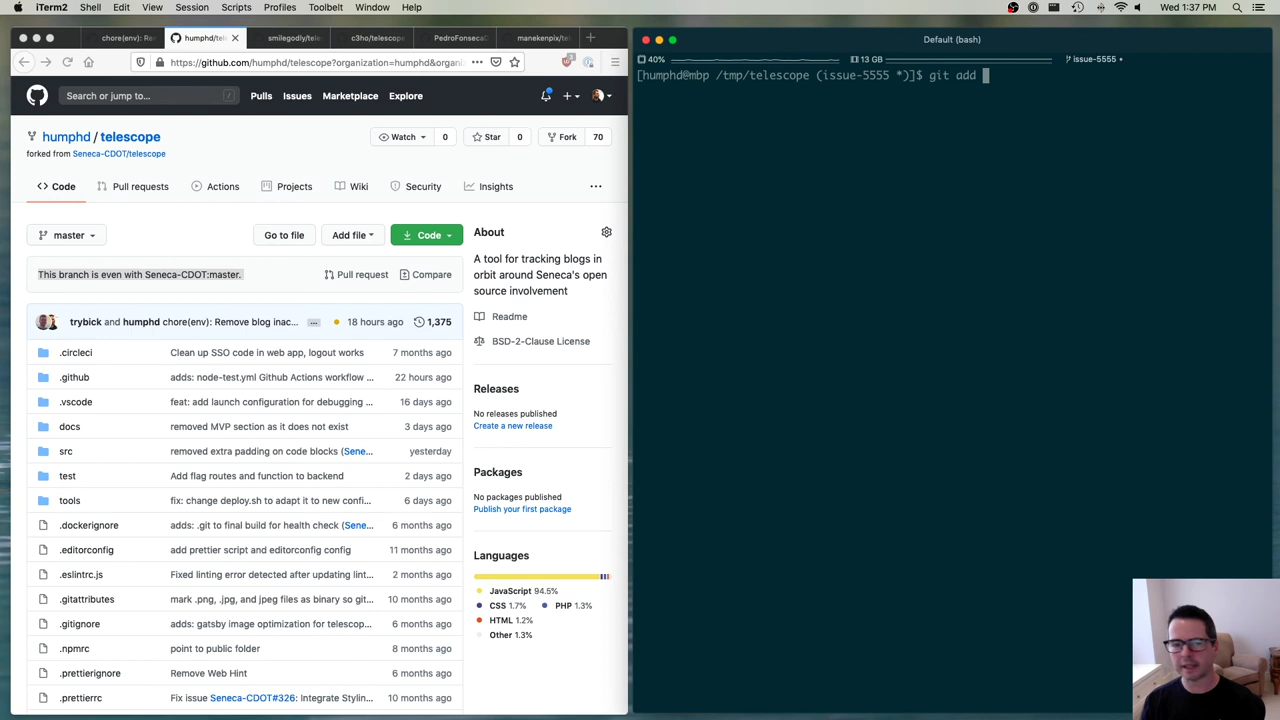 iTerm2 Shell Edit View Session Scripts Profiles Toolbelt Window Help
Wed 1:37 PM
chore(env): Rem
humphd/tele
smilegodly/tele
c3ho/telescope
PedroFonsecaD
manekenpix/tel
https://github.com/humphd/telescope?organization=humphd&organiz
Search or jump to... /
Pulls Issues Marketplace Explore
humphd / telescope
forked from Seneca-CDOT/telescope
Watch 0 Star 0 Fork 70
Code Pull requests Actions Projects Wiki Security Insights
master Go to file Add file Code
This branch is even with Seneca-CDOT:master. Pull request Compare
trybick and humphd chore(env): Remove blog inac... 18 hours ago 1,375
.circleci Clean up SSO code in web app, logout works 7 months ago
.github adds: node-test.yml Github Actions workflow ... 22 hours ago
.vscode feat: add launch configuration for debugging ... 16 days ago
docs removed MVP section as it does not exist 3 days ago
src removed extra padding on code blocks (Sene... yesterday
test Add flag routes and function to backend 2 days ago
tools fix: change deploy.sh to adapt it to new confi... 6 days ago
.dockerignore adds: .git to final build for health check (Sene... 6 months ago
.editorconfig add prettier script and editorconfig config 11 months ago
.eslintrc.js Fixed linting error detected after updating lint... 2 months ago
.gitattributes mark .png, .jpg, and jpeg files as binary so git... 10 months ago
.gitignore adds: gatsby image optimization for telescop... 6 months ago
.npmrc point to public folder 8 months ago
.prettierignore Remove Web Hint 6 months ago
.prettierrc Fix issue Seneca-CDOT#326: Integrate Stylin... 10 months ago
About
A tool for tracking blogs in
orbit around Seneca's open
source involvement
Readme
BSD-2-Clause License
Releases
No releases published
Create a new release
Packages
No packages published
Publish your first package
Languages
JavaScript 94.5%
CSS 1.7% PHP 1.3%
HTML 1.2%
Other 1.3%
Default (bash)
40% 13 GB issue-5555
[humphd@mbp /tmp/telescope (issue-5555 *)]$ git add